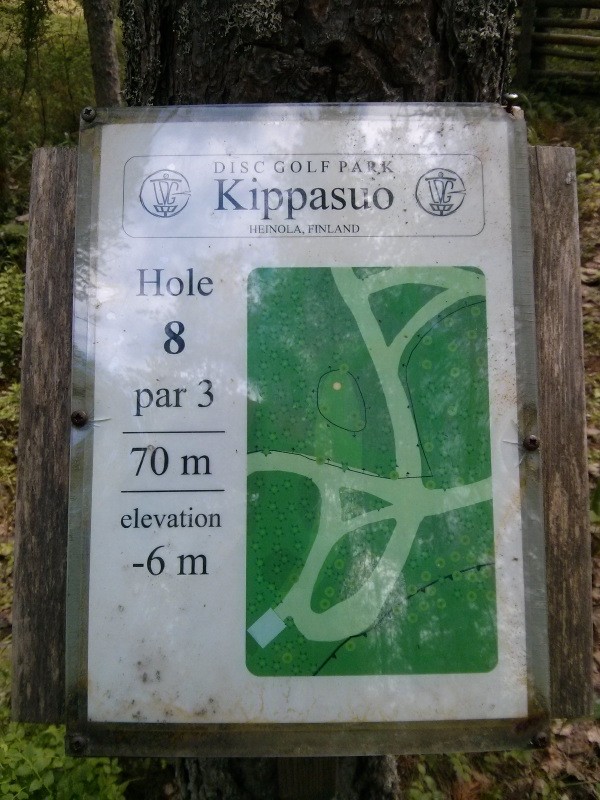 DISC GOLF PARK
Kippasuo
HEINOLA, FINLAND
Hole
8
par 3
70 m
elevation
-6 m